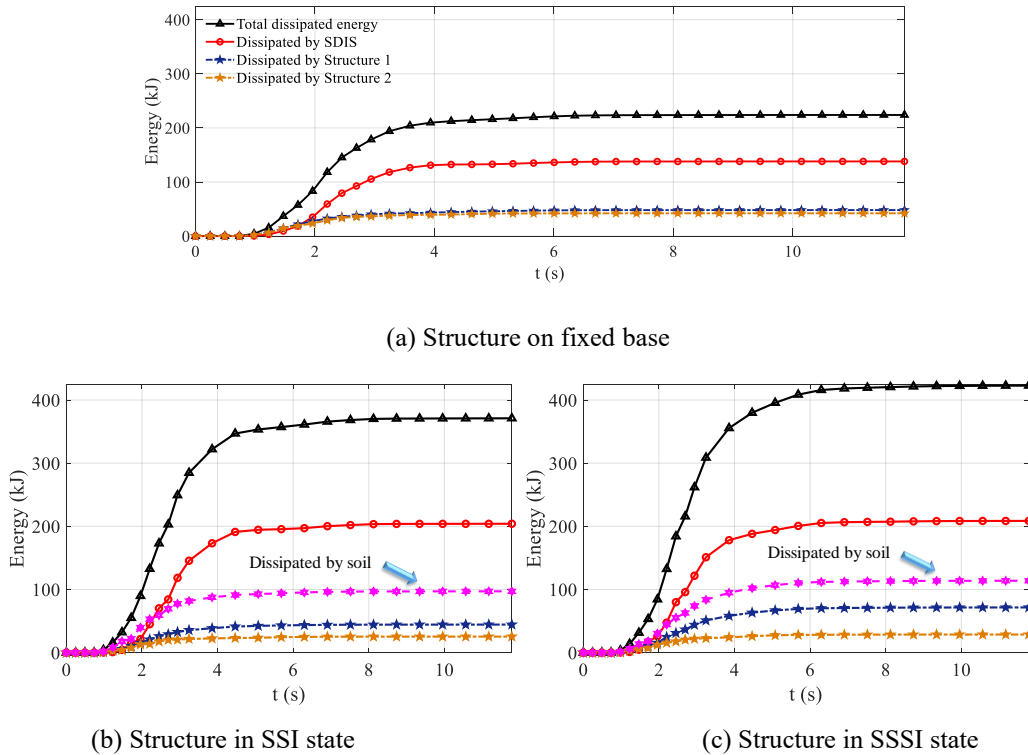 400
300
200
100
0
Energy (kJ)
Total dissipated energy
Dissipated by SDIS
Dissipated by Structure 1
Dissipated by Structure 2
0 2 4 6 8 10
t (s)
(a) Structure on fixed base
400
300
200
100
0
Energy (kJ)
Dissipated by soil
0 2 4 6 8 10
t (s)
(b) Structure in SSI state
400
300
200
100
0
Energy (kJ)
Dissipated by soil
0 2 4 6 8 10
t (s)
(c) Structure in SSSI state